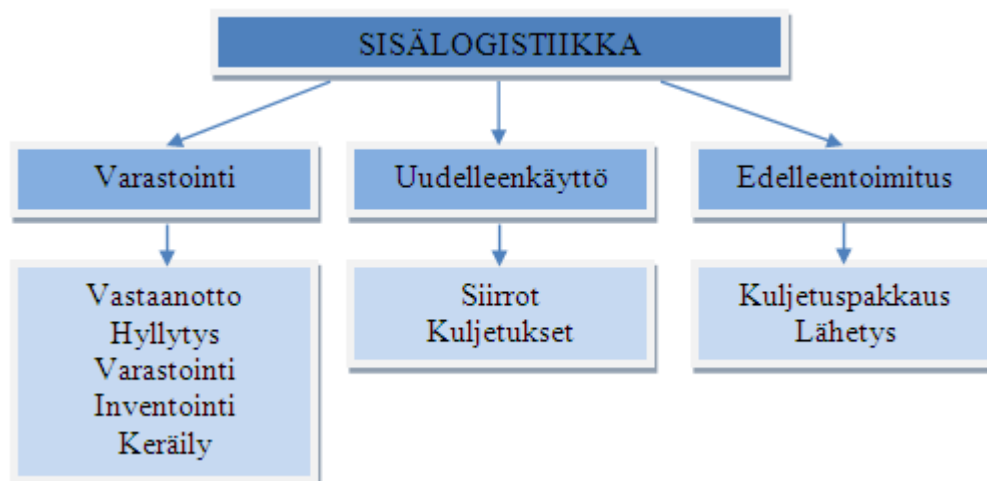 SISÄLOGISTIIKKA
Varastointi
Uudelleenkäyttö
Edelleentoimitus
Vastaanotto
Hyllytys
Varastointi
Inventointi
Keräily
Siirrot
Kuljetukset
Kuljetuspakkaus
Lähetys